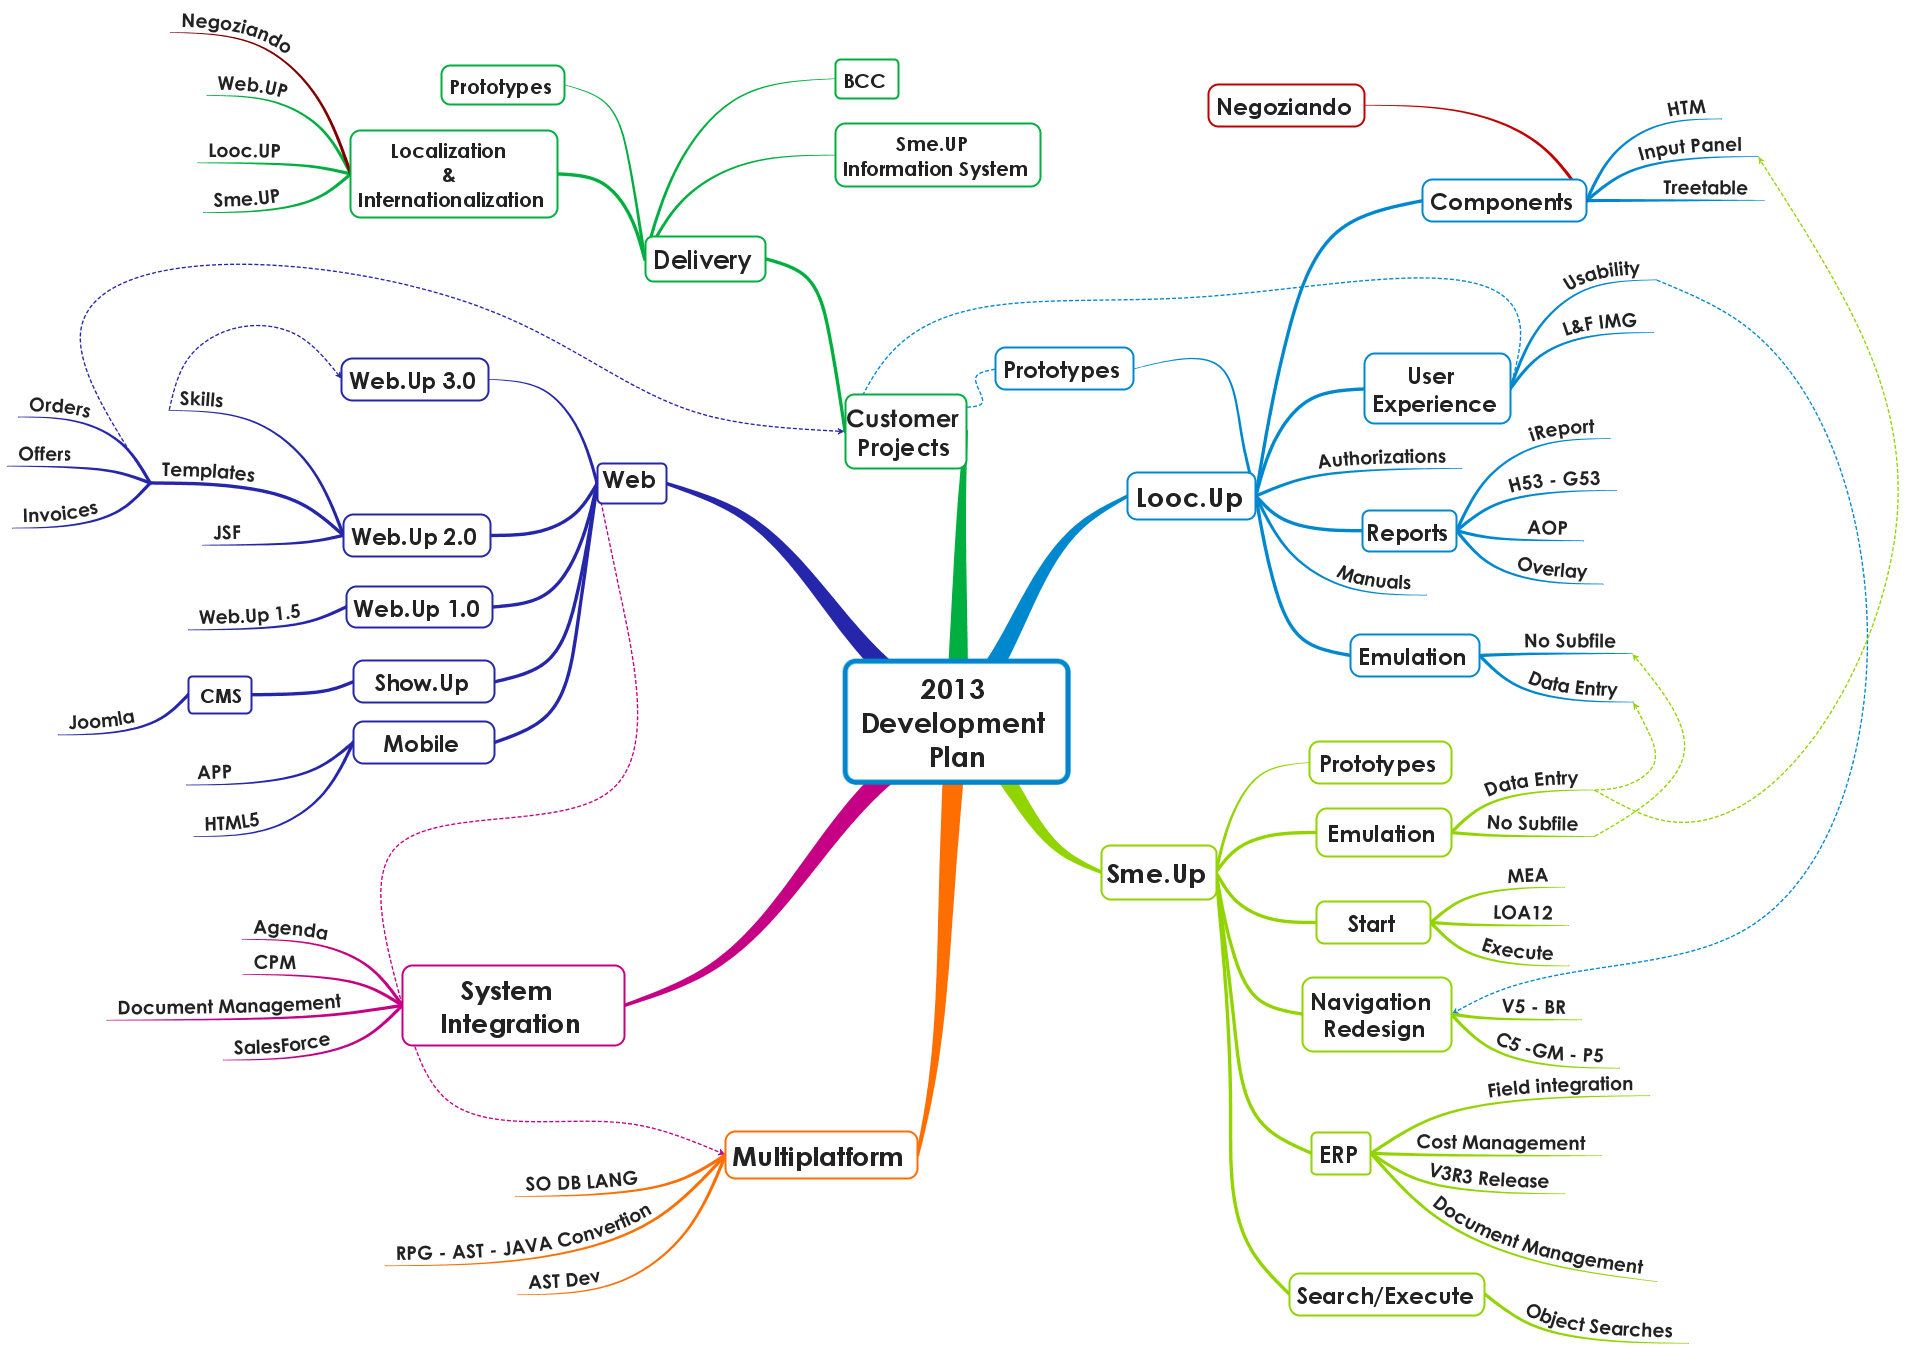 Negoziando
Web.UP
Looc.UP
Sme.UP
Localization
&
Internationalization
Prototypes
BCC
Sme.UP
Information System
Delivery
Customer
Projects
Negoziando
Components
HTM
Input Panel
Treetable
Usability
L&F IMG
User
Experience
Prototypes
Looc.Up
Authorizations
iReport
H53 - G53
AOP
Overlay
Reports
Manuals
Emulation
No Subfile
Data Entry
Web.Up 3.0
Skills
Orders
Offers
Invoices
Templates
JSF
Web
Web.Up 2.0
Web.Up 1.0
Web.Up 1.5
Show.Up
CMS
Joomla
Mobile
APP
HTML5
2013
Development
Plan
Prototypes
Sme.Up
Emulation
Data Entry
No Subfile
Start
MEA
LOA12
Execute
Navigation
Redesign
V5 - BR
C5 -GM - P5
ERP
Field integration
Cost Management
V3R3 Release
Document Management
Search/Execute
Object Searches
System
Integration
Agenda
CPM
Document Management
SalesForce
Multiplatform
SO DB LANG
RPG - AST - JAVA Convertion
AST Dev